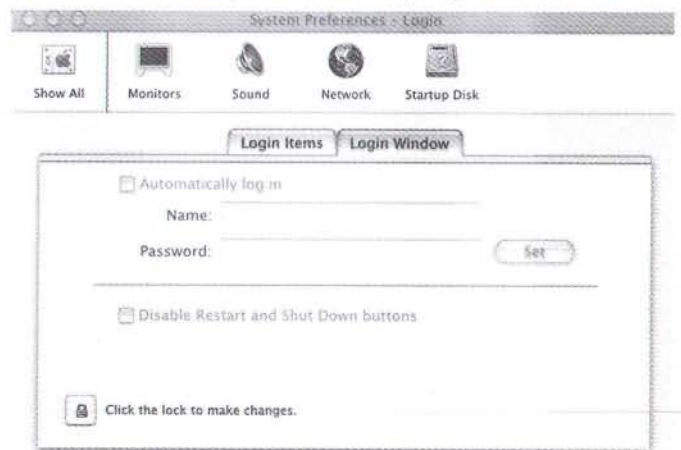 System Preferences - Login
Show All Monitors Sound Network Startup Disk
Login Items Login Window
Automatically log in
Name:
Password: Set
Disable Restart and Shut Down buttons
Click the lock to make changes.